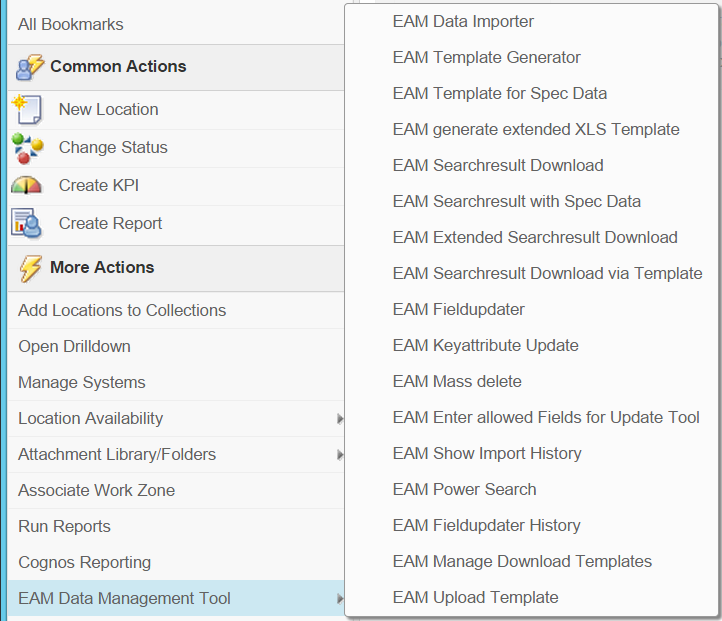 All Bookmarks
Common Actions
New Location
Change Status
Create KPI
Create Report
More Actions
Add Locations to Collections
Open Drilldown
Manage Systems
Location Availability
Attachment Library/Folders
Associate Work Zone
Run Reports
Cognos Reporting
EAM Data Management Tool
EAM Data Importer
EAM Template Generator
EAM Template for Spec Data
EAM generate extended XLS Template
EAM Searchresult Download
EAM Searchresult with Spec Data
EAM Extended Searchresult Download
EAM Searchresult Download via Template
EAM Fieldupdater
EAM Keyattribute Update
EAM Mass delete
EAM Enter allowed Fields for Update Tool
EAM Show Import History
EAM Power Search
EAM Fieldupdater History
EAM Manage Download Templates
EAM Upload Template